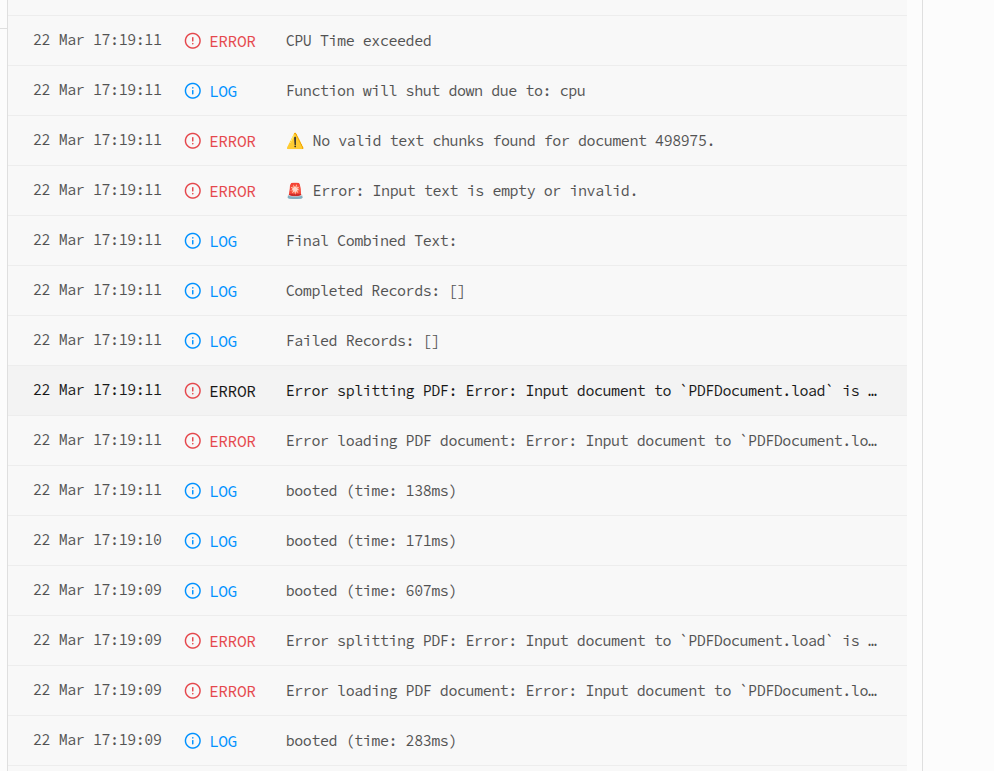 22 Mar 17:19:11 ERROR CPU Time exceeded
22 Mar 17:19:11 LOG Function will shut down due to: cpu
22 Mar 17:19:11 ERROR ⚠️ No valid text chunks found for document 498975.
22 Mar 17:19:11 ERROR 🚨 Error: Input text is empty or invalid.
22 Mar 17:19:11 LOG Final Combined Text:
22 Mar 17:19:11 LOG Completed Records: []
22 Mar 17:19:11 LOG Failed Records: []
22 Mar 17:19:11 ERROR Error splitting PDF: Error: Input document to `PDFDocument.load` is …
22 Mar 17:19:11 ERROR Error loading PDF document: Error: Input document to `PDFDocument.lo…
22 Mar 17:19:11 LOG booted (time: 138ms)
22 Mar 17:19:10 LOG booted (time: 171ms)
22 Mar 17:19:09 LOG booted (time: 607ms)
22 Mar 17:19:09 ERROR Error splitting PDF: Error: Input document to `PDFDocument.load` is …
22 Mar 17:19:09 ERROR Error loading PDF document: Error: Input document to `PDFDocument.lo…
22 Mar 17:19:09 LOG booted (time: 283ms)